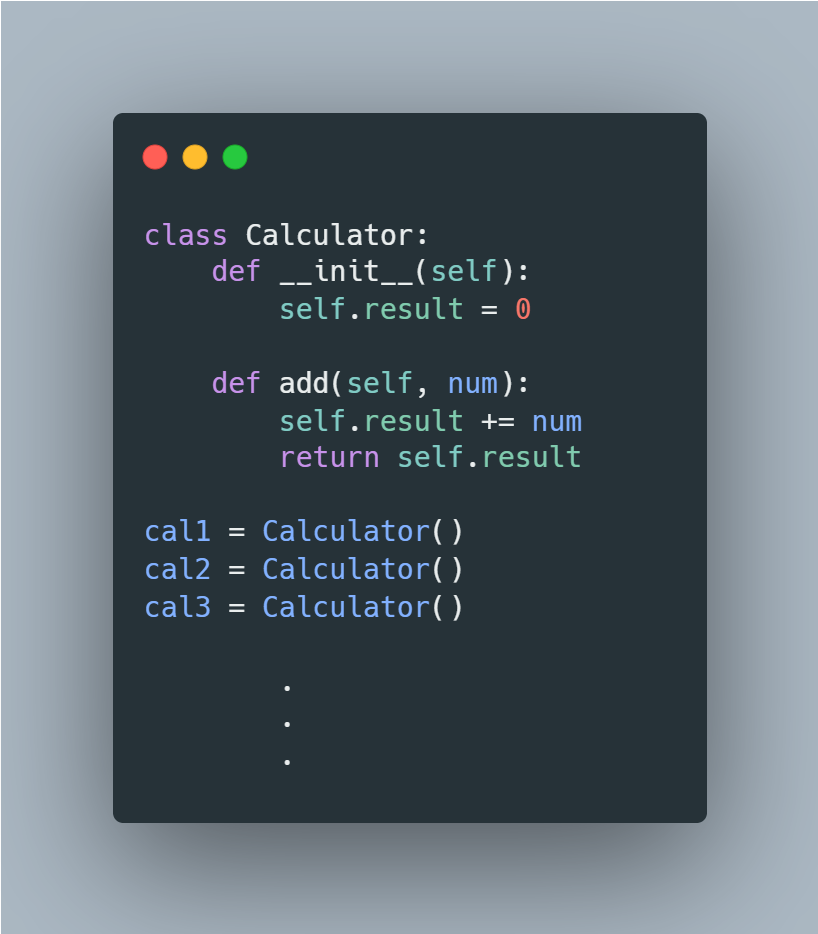 class Calculator:
    def __init__(self):
        self.result = 0

    def add(self, num):
        self.result += num
        return self.result

cal1 = Calculator()
cal2 = Calculator()
cal3 = Calculator()

        .
        .
        .